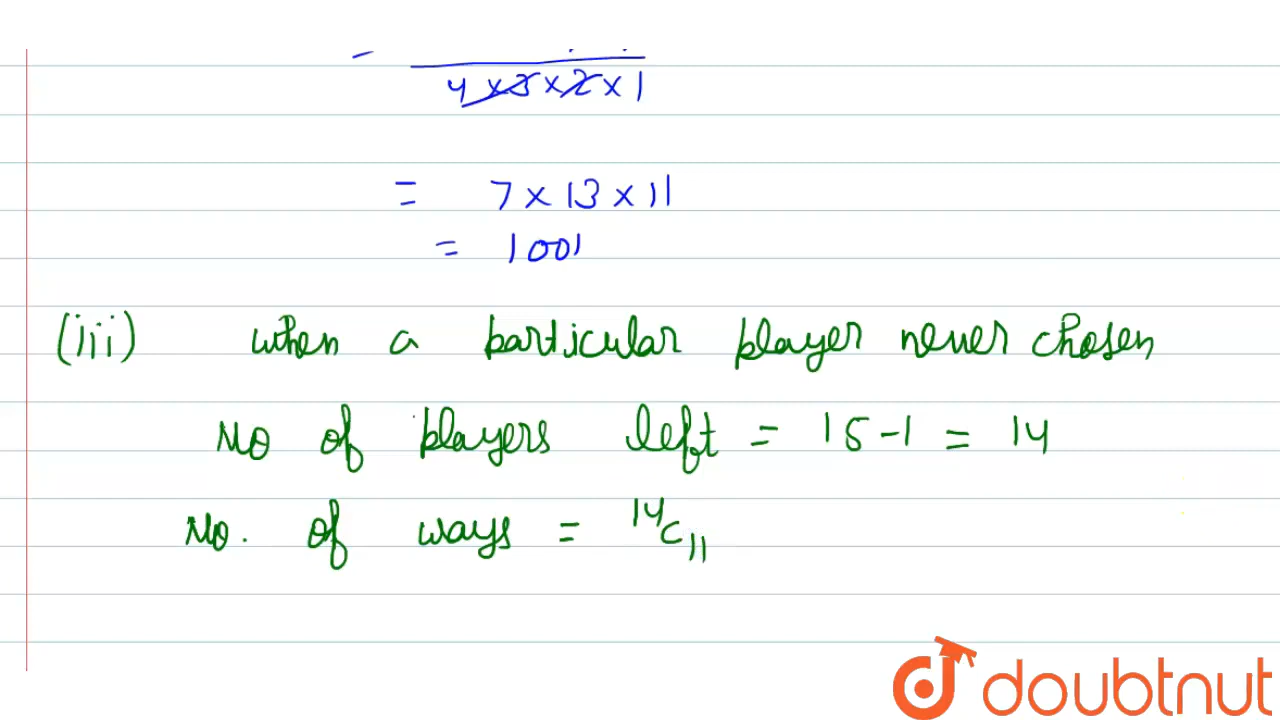 =
4 × 3 × 2 × 1
= 7 × 13 × 11
= 1001
(iii) when a particular player never chosen
No of players left = 15 - 1 = 14
No. of ways = ¹⁴C₁₁
doubtnut